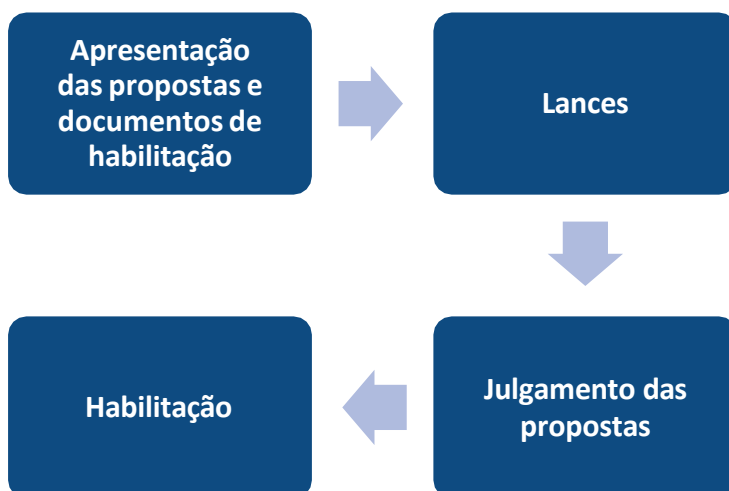 Apresentação
das propostas e
documentos de
habilitação
Lances
Julgamento das
propostas
Habilitação